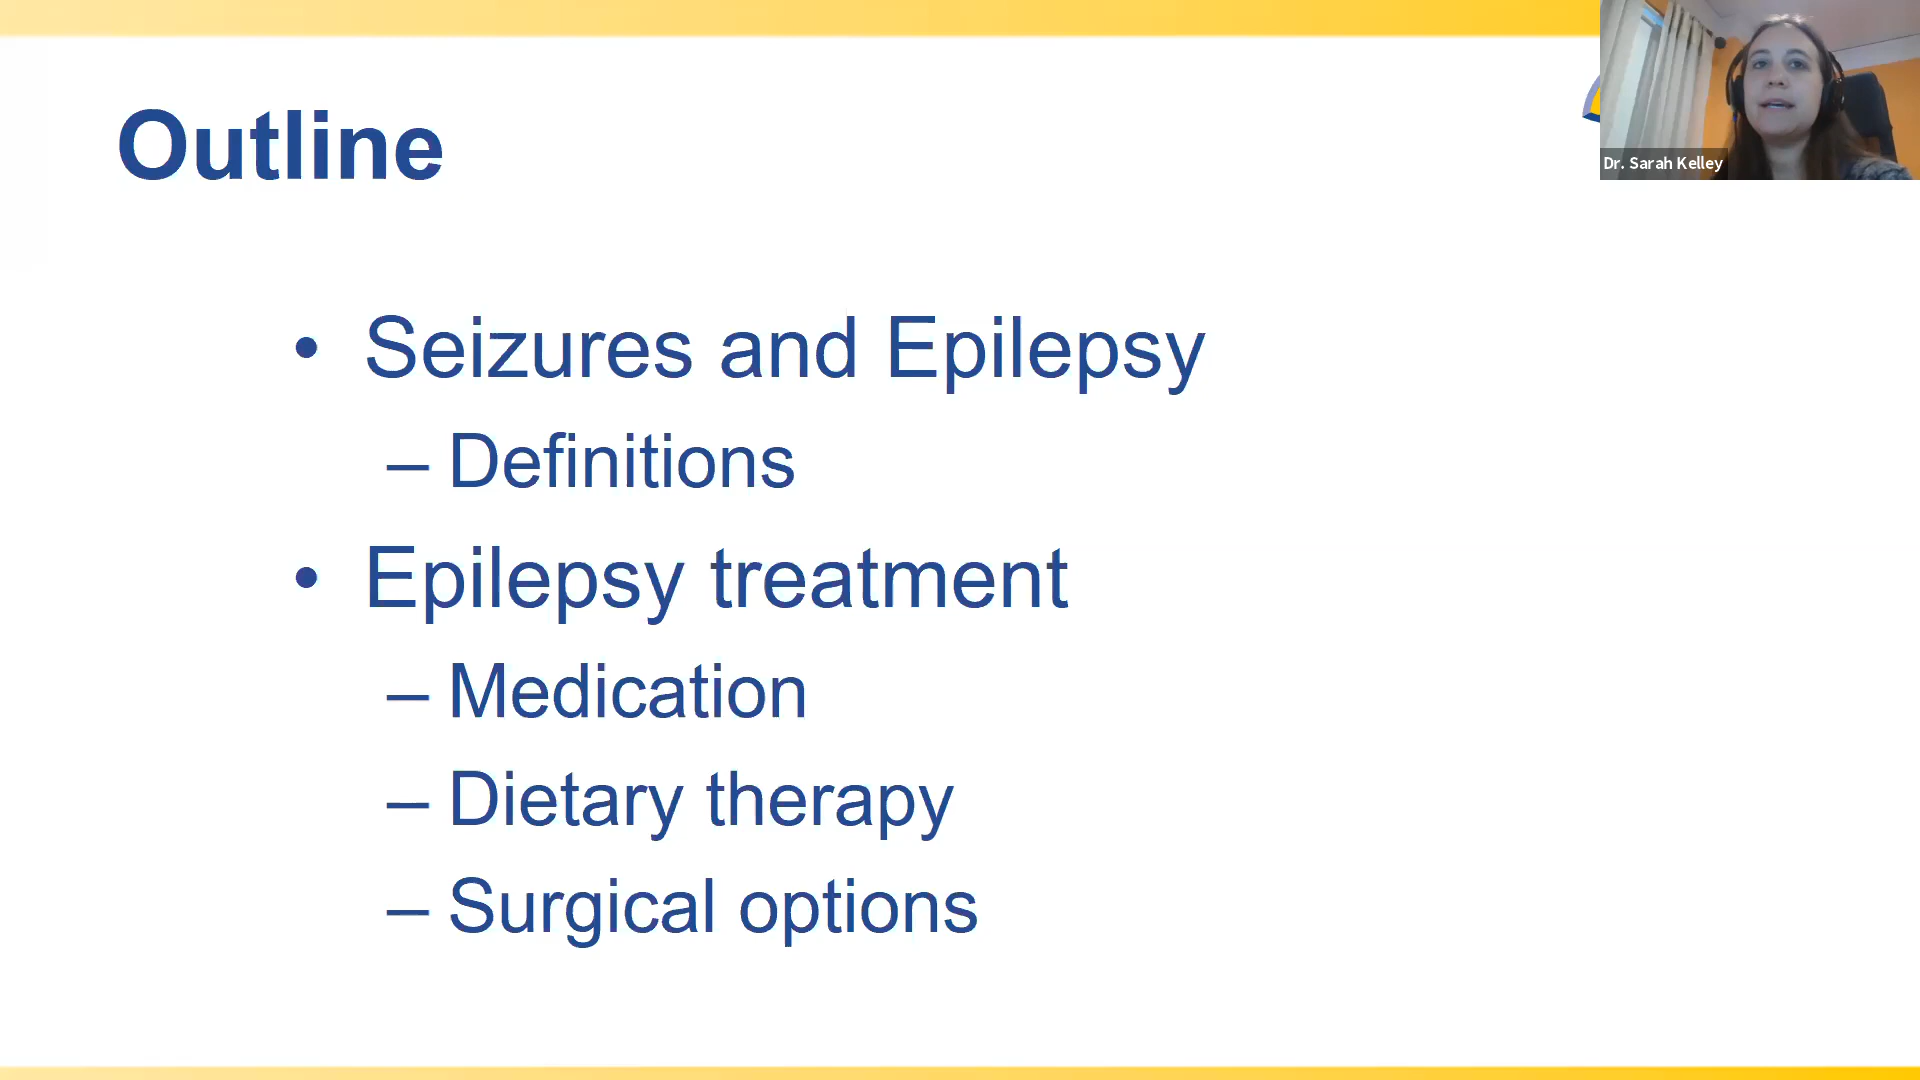 Outline
Dr. Sarah Kelley
• Seizures and Epilepsy
– Definitions
• Epilepsy treatment
– Medication
– Dietary therapy
– Surgical options